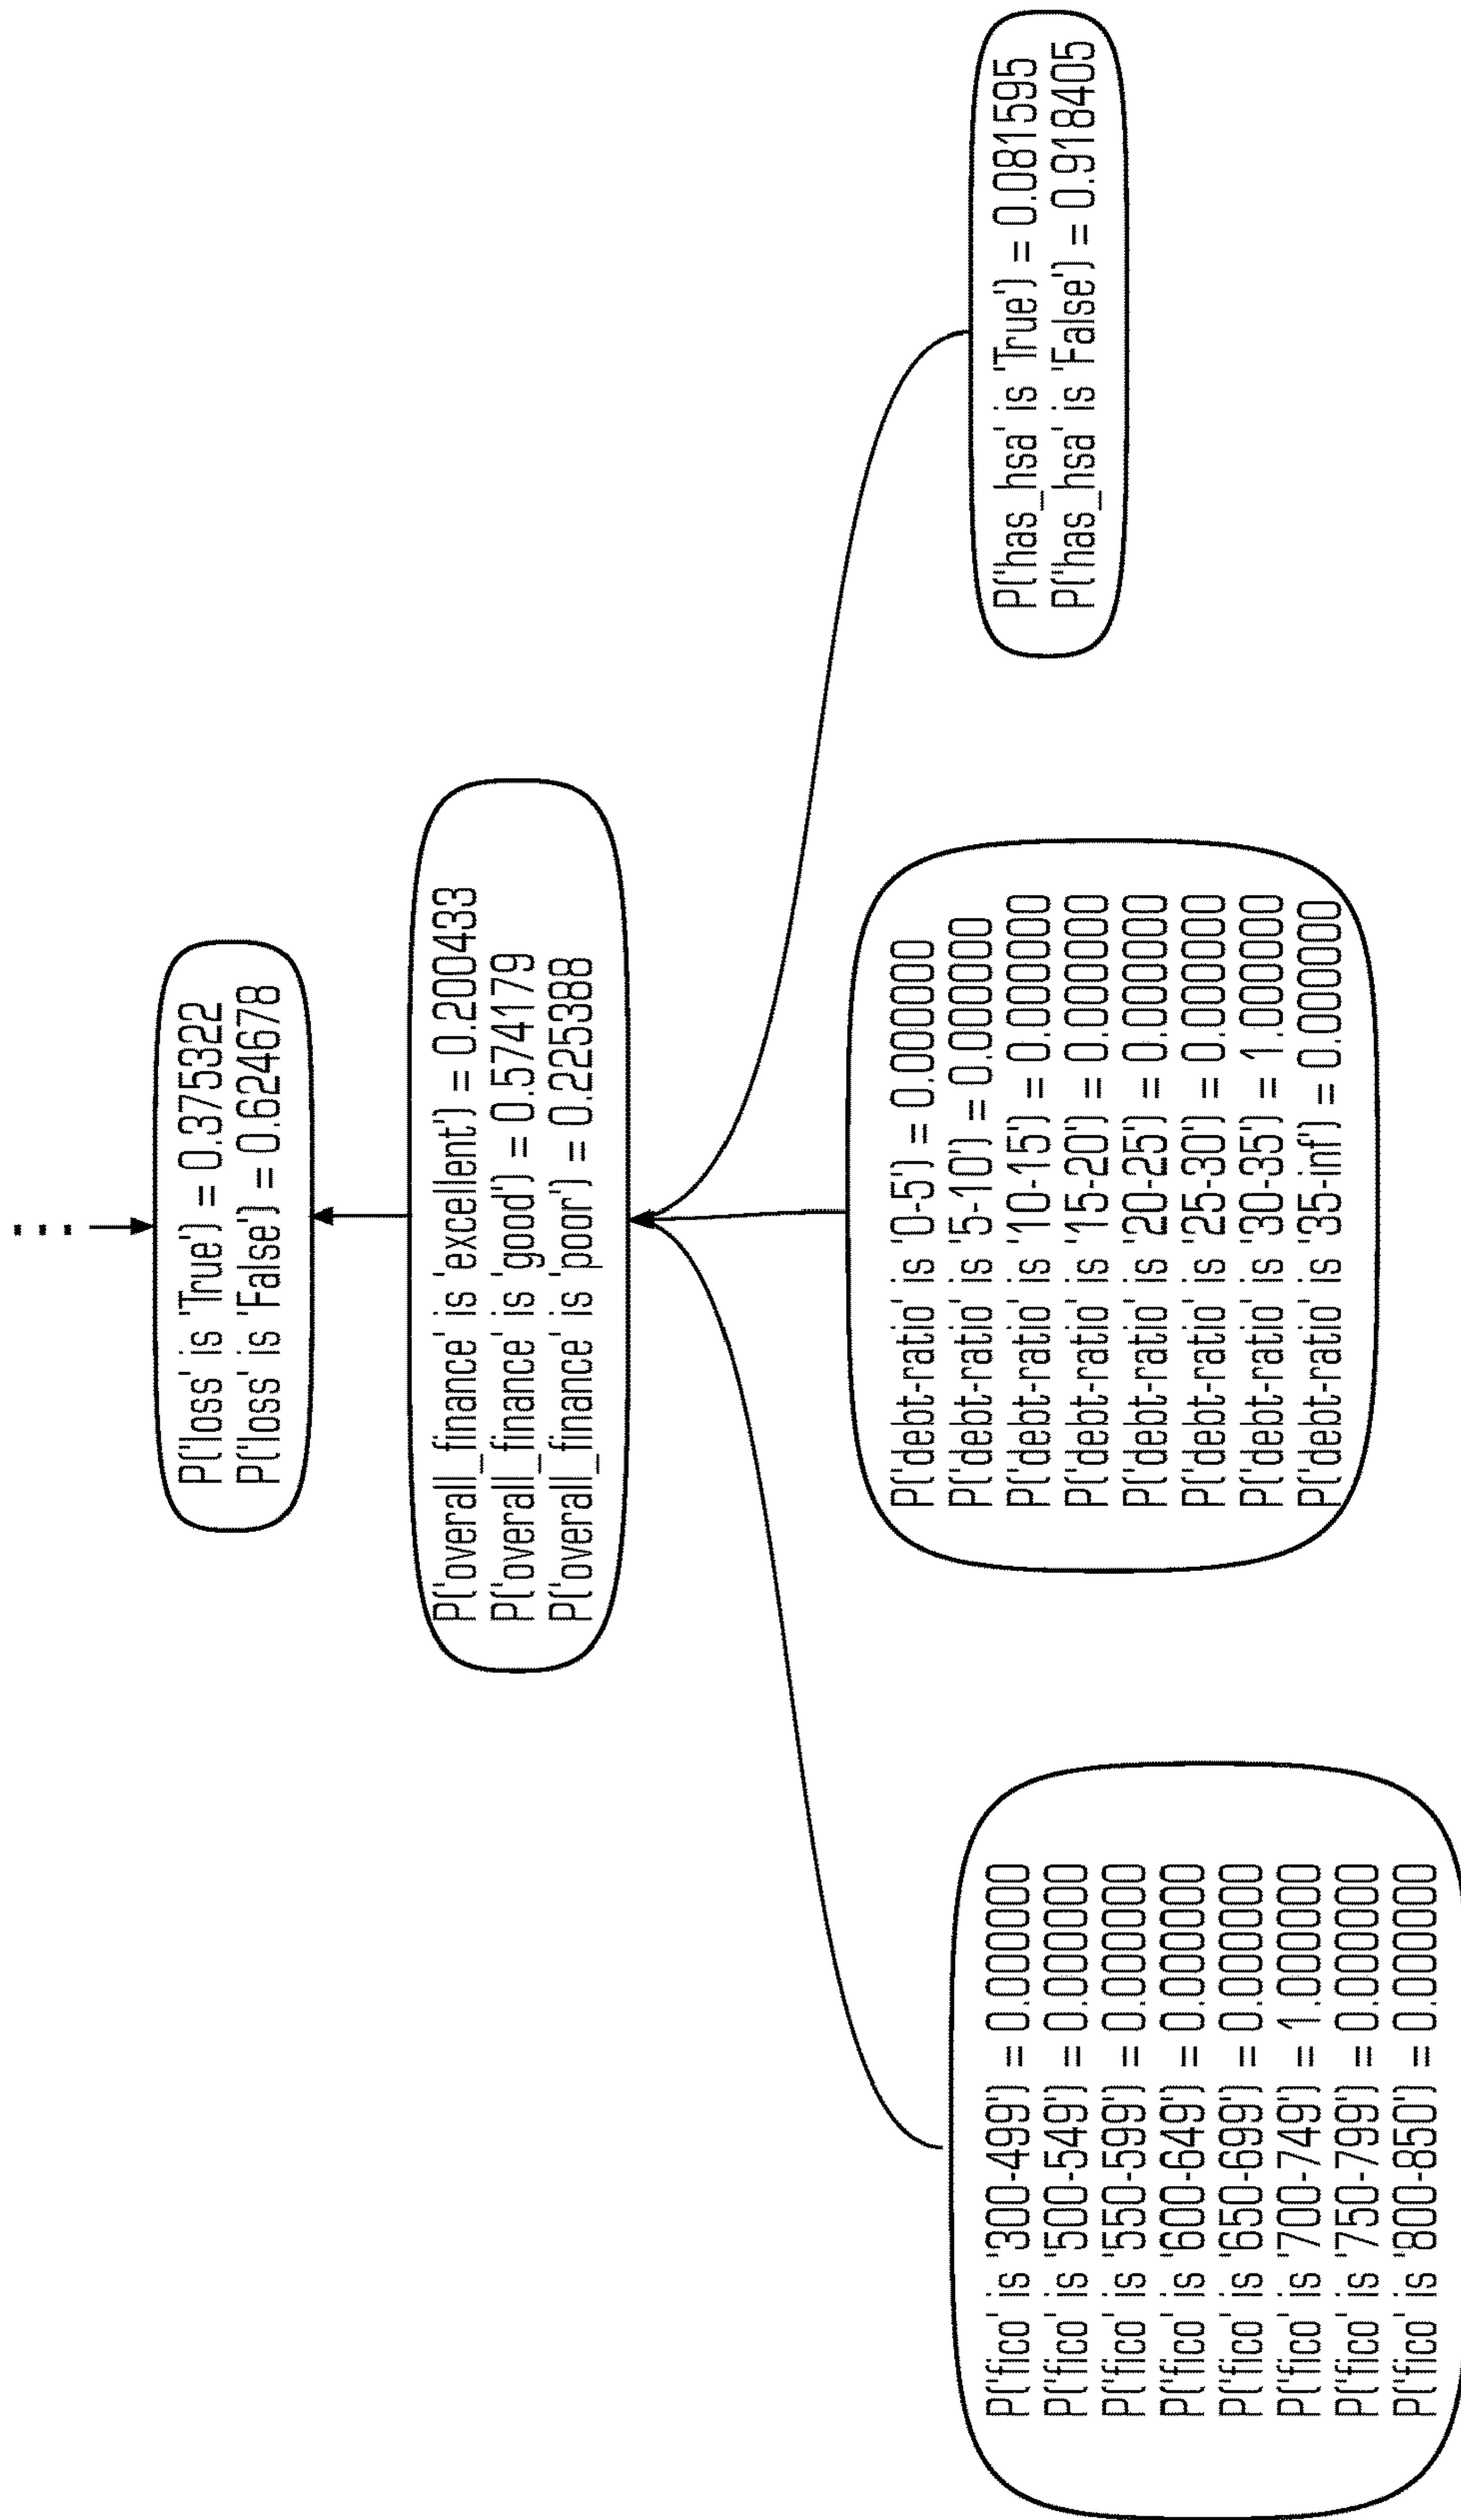 ...
P('loss' is 'True') = 0.375322
P('loss' is 'False') = 0.624678
P('overall_finance' is 'excellent') = 0.200433
P('overall_finance' is 'good') = 0.574179
P('overall_finance' is 'poor') = 0.225388
P('fico' is '300-499') = 0.000000
P('fico' is '500-549') = 0.000000
P('fico' is '550-599') = 0.000000
P('fico' is '600-649') = 0.000000
P('fico' is '650-699') = 0.000000
P('fico' is '700-749') = 1.000000
P('fico' is '750-799') = 0.000000
P('fico' is '800-850') = 0.000000
P('debt-ratio' is '0-5') = 0.000000
P('debt-ratio' is '5-10') = 0.000000
P('debt-ratio' is '10-15') = 0.000000
P('debt-ratio' is '15-20') = 0.000000
P('debt-ratio' is '20-25') = 0.000000
P('debt-ratio' is '25-30') = 0.000000
P('debt-ratio' is '30-35') = 1.000000
P('debt-ratio' is '35-inf') = 0.000000
P('has_hsa' is 'True') = 0.081595
P('has_hsa' is 'False') = 0.918405